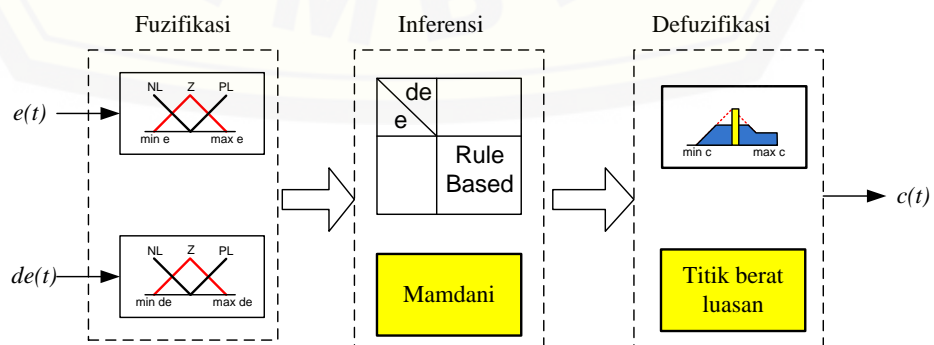 Fuzifikasi
Inferensi
Defuzifikasi
e(t)
NL Z PL
min e max e
de(t)
NL Z PL
min de max de
de
e
Rule
Based
Mamdani
min c max c
Titik berat
luasan
c(t)